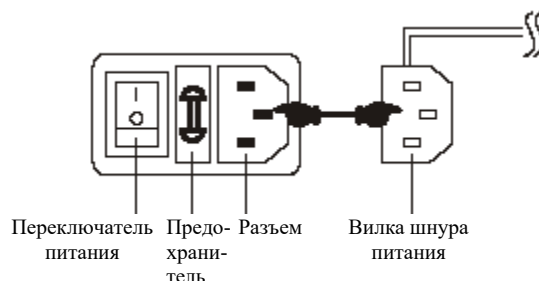 Переключатель
питания
Предо-
храни-
тель
Разъем
Вилка шнура
питания